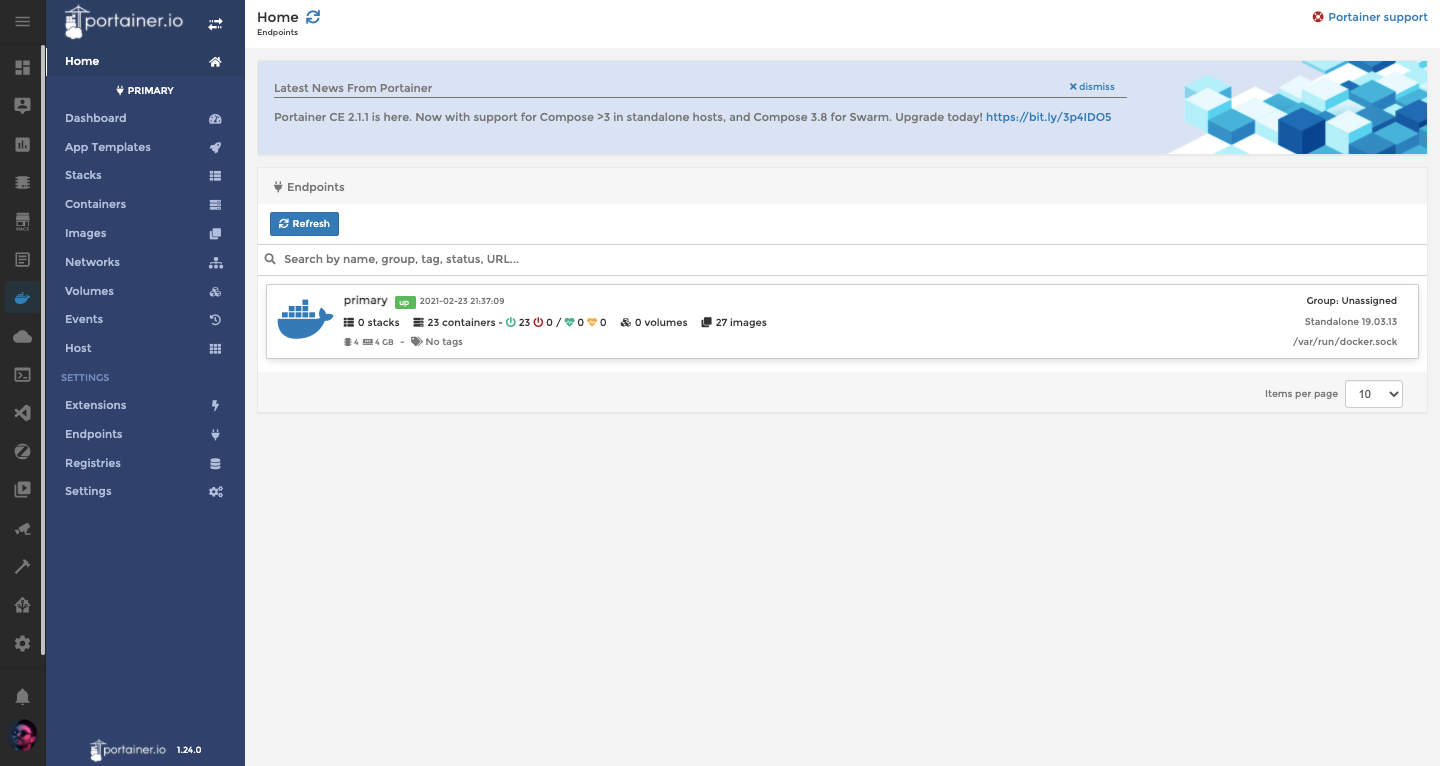 portainer.io
Home
PRIMARY
Dashboard
App Templates
Stacks
Containers
Images
Networks
Volumes
Events
Host
SETTINGS
Extensions
Endpoints
Registries
Settings
portainer.io 1.24.0
Home
Portainer support
Endpoints
Latest News From Portainer
dismiss
Portainer CE 2.1.1 is here. Now with support for Compose >3 in standalone hosts, and Compose 3.8 for Swarm. Upgrade today! https://bit.ly/3p4IDO5
Endpoints
Refresh
Search by name, group, tag, status, URL...
primary up 2021-02-23 21:37:09
Group: Unassigned
0 stacks 23 containers - 23 0 / 0 0 0 volumes 27 images
Standalone 19.03.13
4 4 GB - No tags
/var/run/docker.sock
Items per page 10